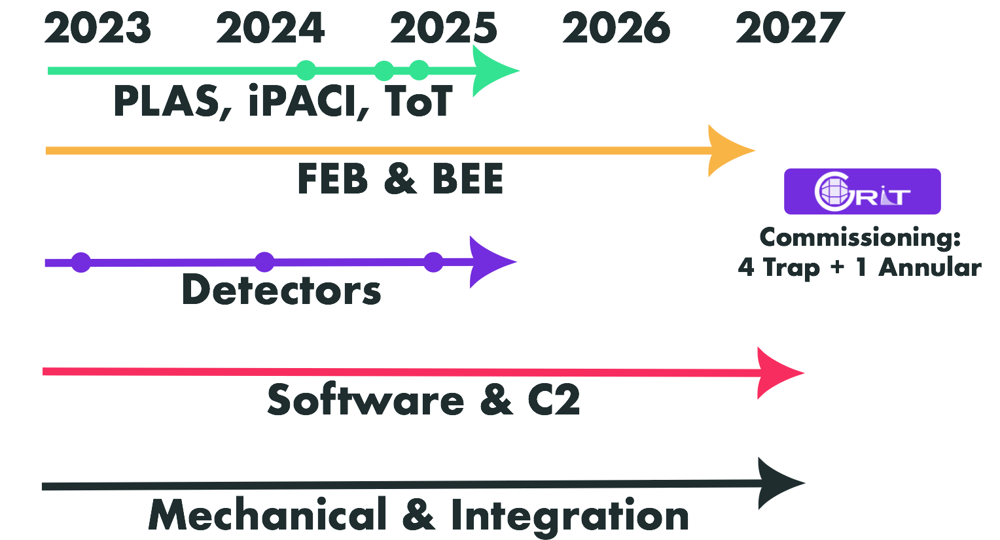 2023 2024 2025 2026 2027
PLAS, iPACI, ToT
FEB & BEE
GRiT
Commissioning:
4 Trap + 1 Annular
Detectors
Software & C2
Mechanical & Integration